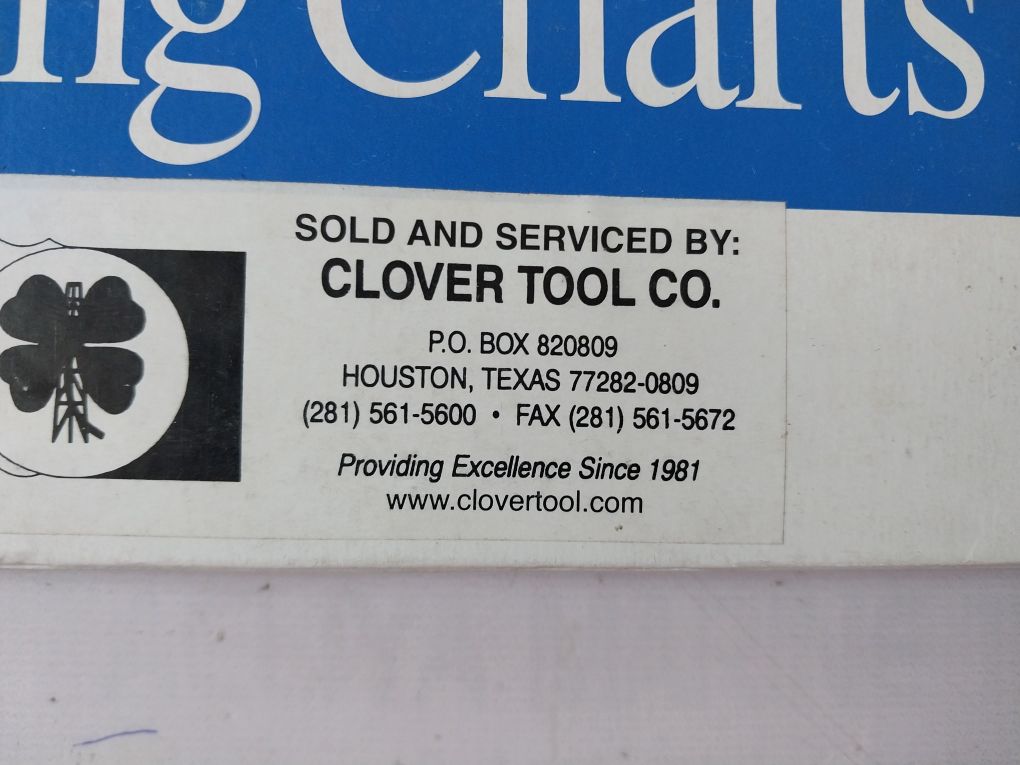 ng Charts
SOLD AND SERVICED BY:
CLOVER TOOL CO.
P.O. BOX 820809
HOUSTON, TEXAS 77282-0809
(281) 561-5600 • FAX (281) 561-5672
Providing Excellence Since 1981
www.clovertool.com